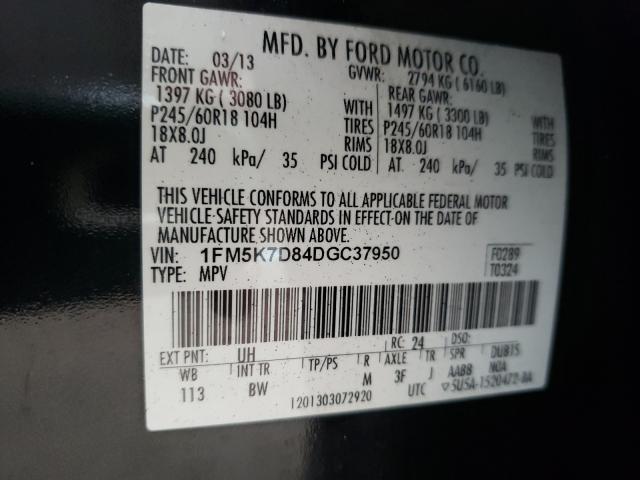 MFD. BY FORD MOTOR CO.
DATE: 03/13 GVWR: 2794 KG ( 6160 LB)
FRONT GAWR: REAR GAWR:
1397 KG ( 3080 LB) WITH 1497 KG ( 3300 LB) WITH
P245/60R18 104H TIRES P245/60R18 104H TIRES
18X8.0J RIMS 18X8.0J RIMS
AT 240 kPa/ 35 PSI COLD AT 240 kPa/ 35 PSI COLD
THIS VEHICLE CONFORMS TO ALL APPLICABLE FEDERAL MOTOR
VEHICLE-SAFETY STANDARDS IN EFFECT ON THE DATE OF
MANUFACTURE SHOWN ABOVE.
VIN: 1FM5K7D84DGC37950 F0289
TYPE: MPV T0324
EXT PNT: UH RC: 24 DSO:
WB INT TR TP/PS R AXLE TR SPR DUB15
113 BW M 3F J AABB NOA
1201303072920 UTC ▽5U5A-1520472-BA